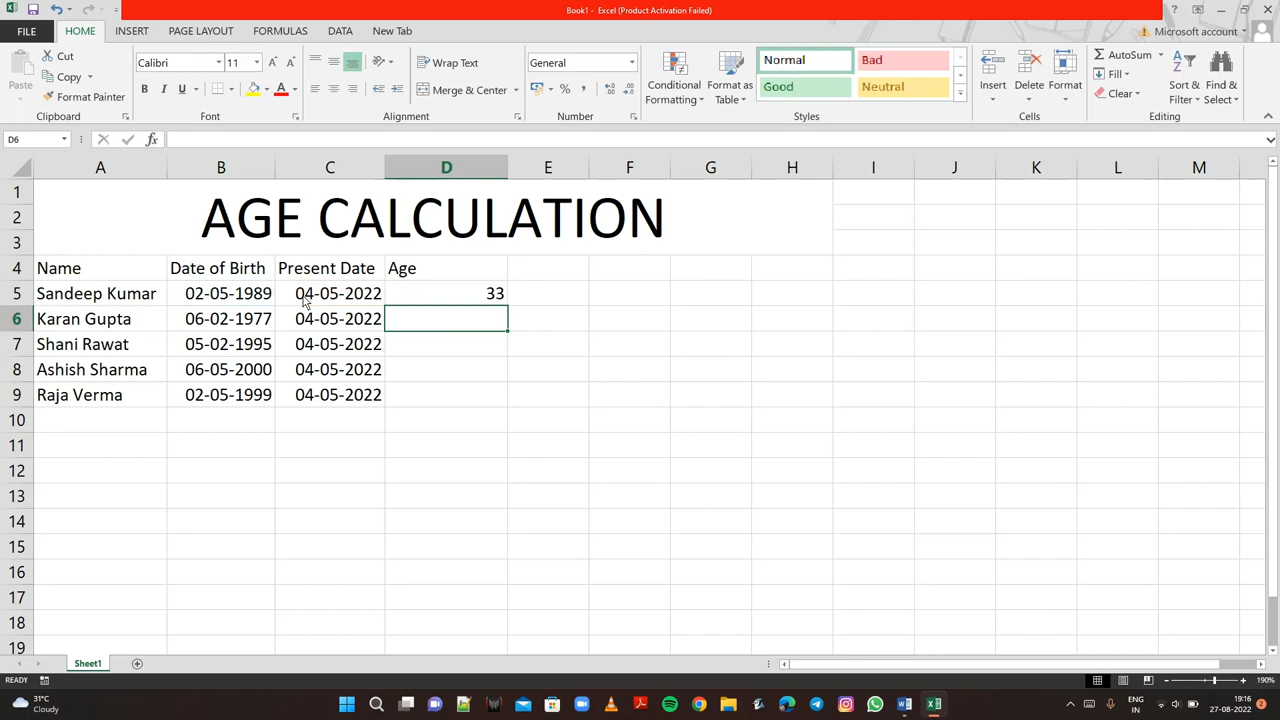 Book1 - Excel (Product Activation Failed)
FILE HOME INSERT PAGE LAYOUT FORMULAS DATA New Tab Microsoft account
Paste Cut Copy Format Painter
Calibri 11 B I U A
Wrap Text Merge & Center
General % ,
Conditional Formatting Format as Table
Normal Bad Good Neutral
Insert Delete Format
AutoSum Fill Clear Sort & Filter Find & Select
Clipboard Font Alignment Number Styles Cells Editing
D6 fx
A B C D E F G H I J K L M
1
2 AGE CALCULATION
3
4 Name Date of Birth Present Date Age
5 Sandeep Kumar 02-05-1989 04-05-2022 33
6 Karan Gupta 06-02-1977 04-05-2022
7 Shani Rawat 05-02-1995 04-05-2022
8 Ashish Sharma 06-05-2000 04-05-2022
9 Raja Verma 02-05-1999 04-05-2022
10
11
12
13
14
15
16
17
18
19
Sheet1
READY 190%
31°C
Cloudy
ENG
IN
19:16
27-08-2022